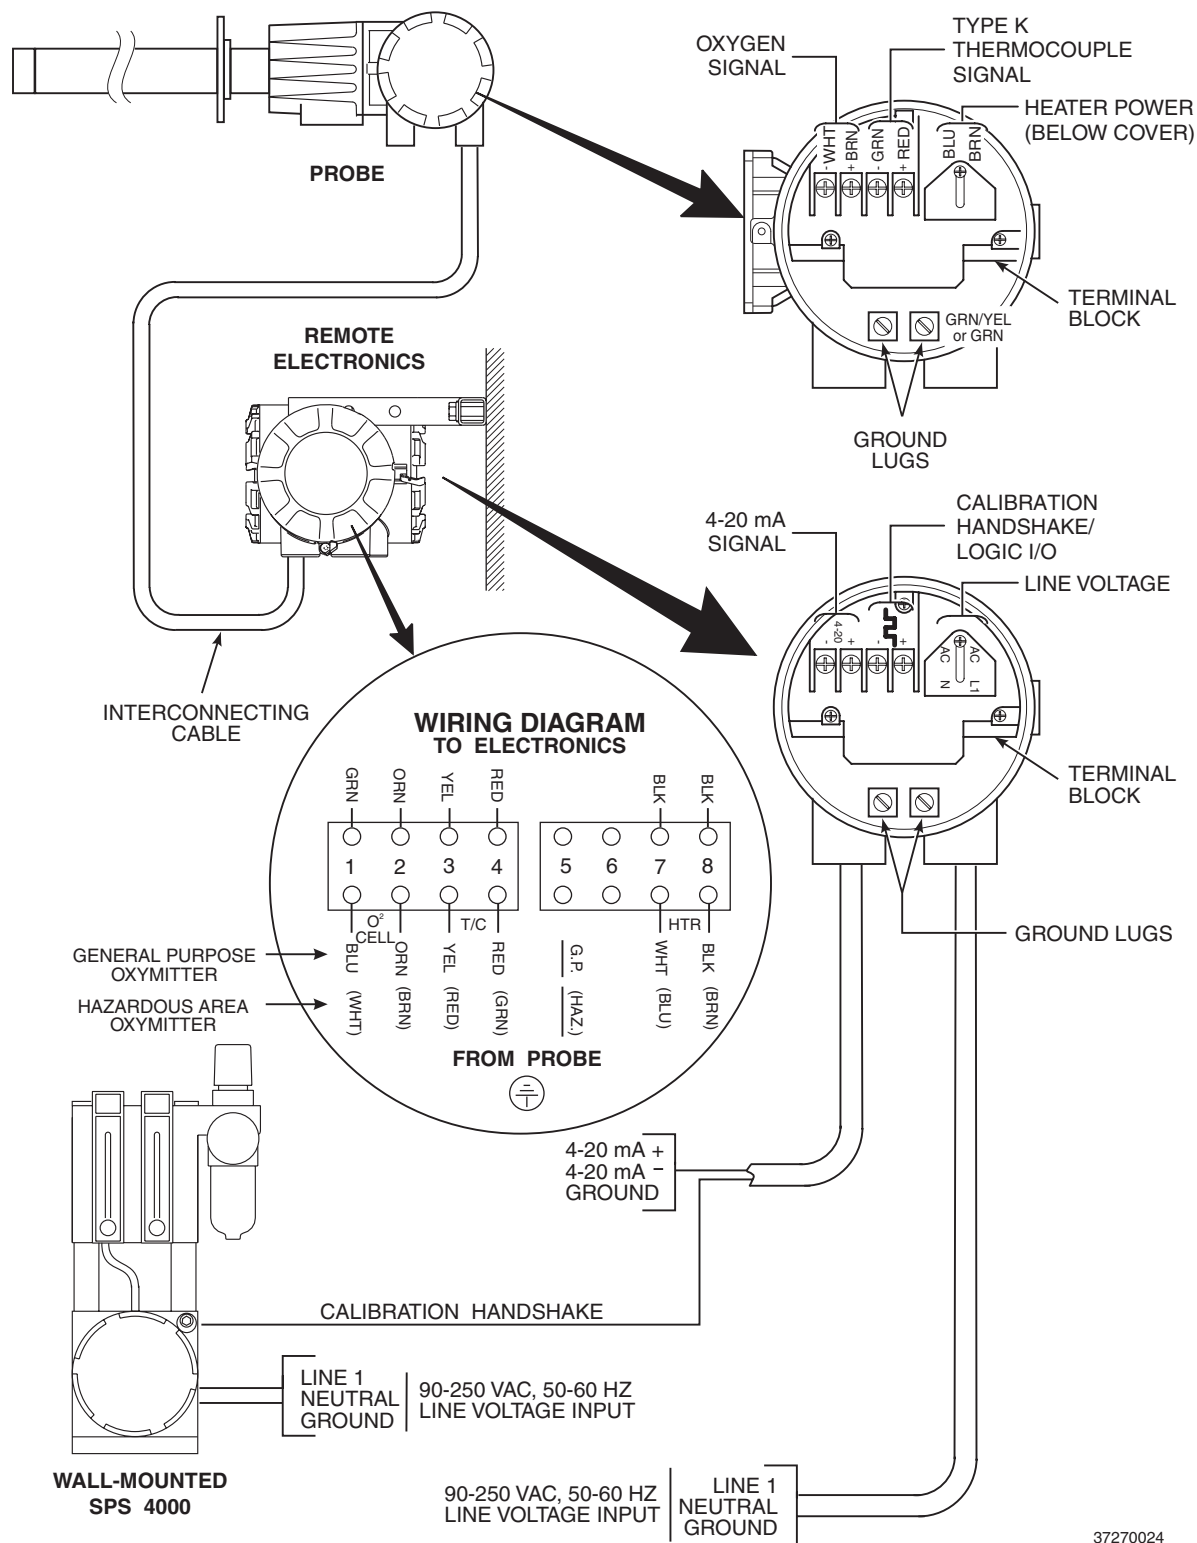 OXYGEN
SIGNAL
TYPE K
THERMOCOUPLE
SIGNAL
HEATER POWER
(BELOW COVER)
- WHT
+ BRN
- GRN
+ RED
BLU
BRN
PROBE
TERMINAL
BLOCK
GRN/YEL
or GRN
GROUND
LUGS
REMOTE
ELECTRONICS
4-20 mA
SIGNAL
CALIBRATION
HANDSHAKE/
LOGIC I/O
LINE VOLTAGE
- 4-20 +
- +
AC N
AC L1
TERMINAL
BLOCK
GROUND LUGS
INTERCONNECTING
CABLE
WIRING DIAGRAM
TO ELECTRONICS
GRN ORN YEL RED BLK BLK
1 2 3 4 5 6 7 8
O2
CELL
T/C
HTR
GENERAL PURPOSE
OXYMITTER
BLU ORN YEL RED G.P. WHT BLK
HAZARDOUS AREA
OXYMITTER
(WHT) (BRN) (RED) (GRN) (HAZ.) (BLU) (BRN)
FROM PROBE
4-20 mA +
4-20 mA -
GROUND
CALIBRATION HANDSHAKE
LINE 1
NEUTRAL
GROUND
90-250 VAC, 50-60 HZ
LINE VOLTAGE INPUT
WALL-MOUNTED
SPS 4000
90-250 VAC, 50-60 HZ
LINE VOLTAGE INPUT
LINE 1
NEUTRAL
GROUND
37270024